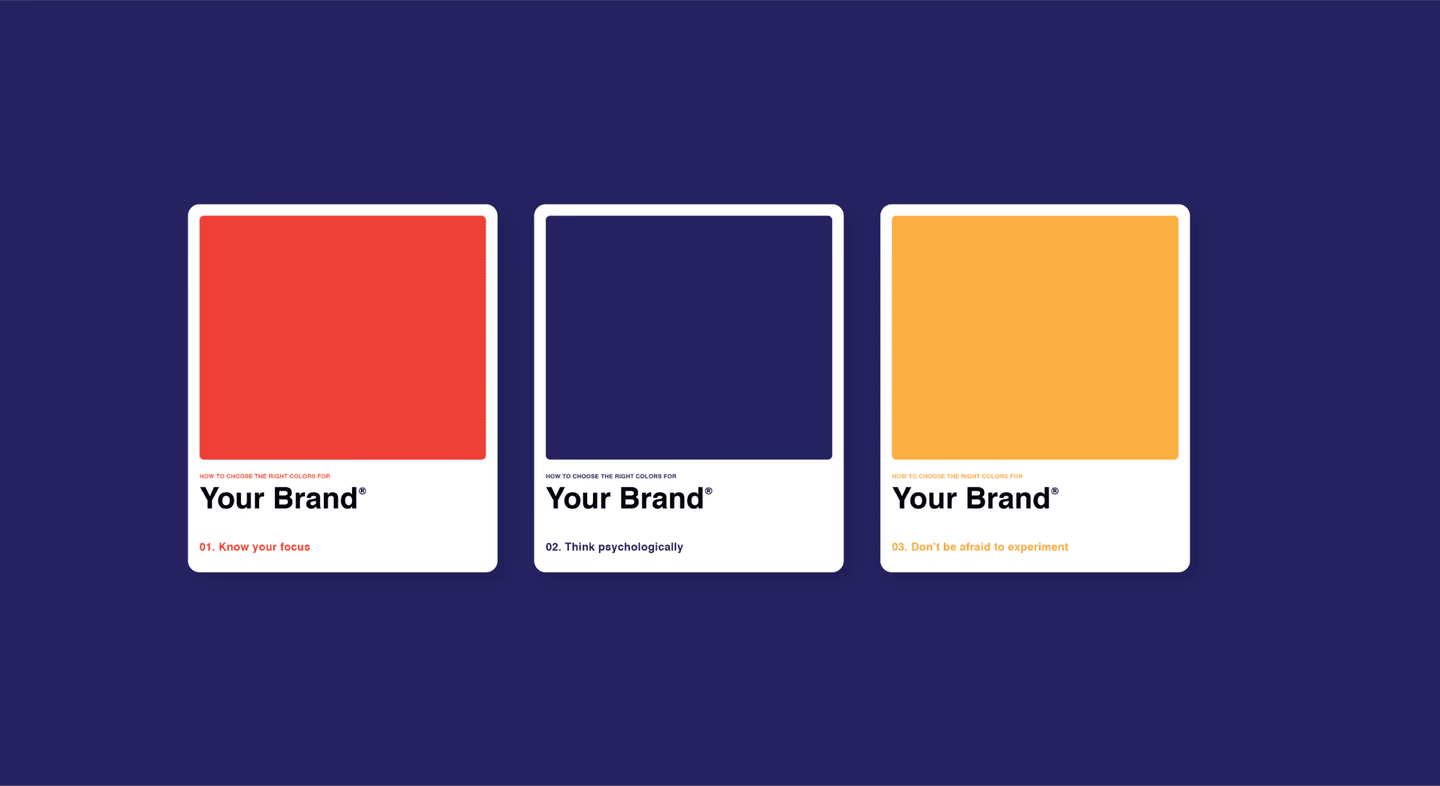 HOW TO CHOOSE THE RIGHT COLORS FOR
Your Brand®
01. Know your focus
HOW TO CHOOSE THE RIGHT COLORS FOR
Your Brand®
02. Think psychologically
HOW TO CHOOSE THE RIGHT COLORS FOR
Your Brand®
03. Don't be afraid to experiment